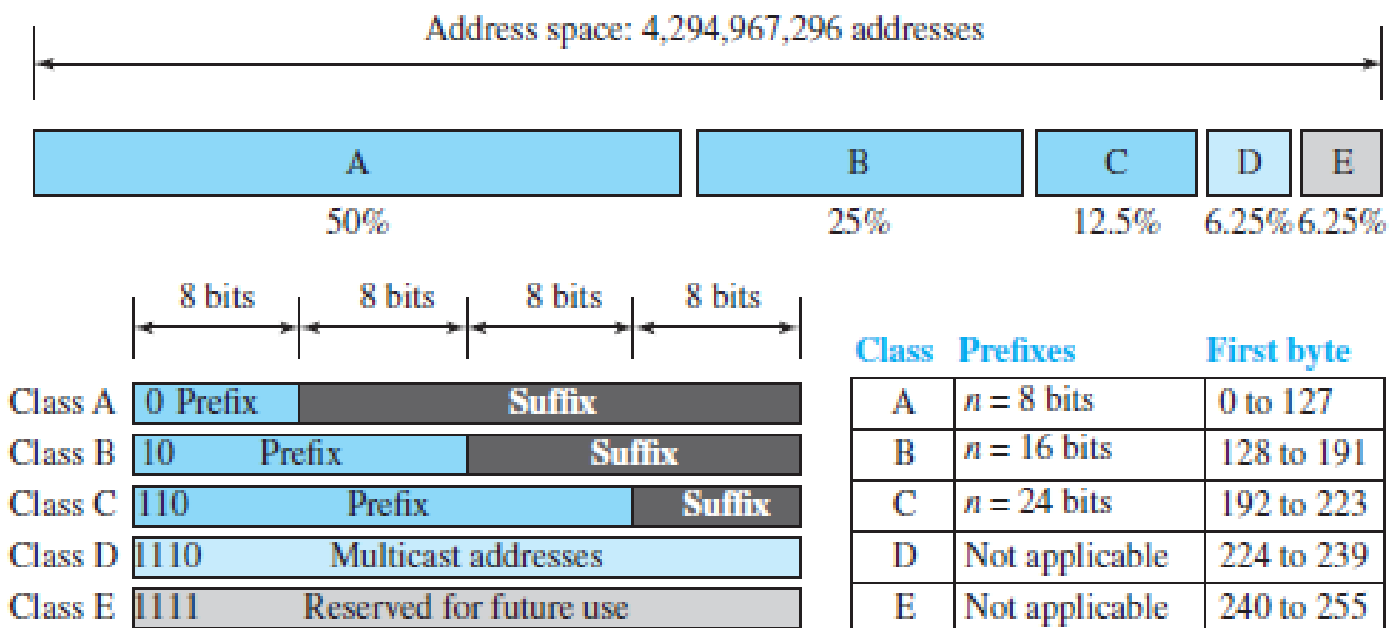 Address space: 4,294,967,296 addresses
A B C D E
50% 25% 12.5% 6.25% 6.25%
8 bits 8 bits 8 bits 8 bits
Class A 0 Prefix Suffix
Class B 10 Prefix Suffix
Class C 110 Prefix Suffix
Class D 1110 Multicast addresses
Class E 1111 Reserved for future use
Class Prefixes First byte
A n = 8 bits 0 to 127
B n = 16 bits 128 to 191
C n = 24 bits 192 to 223
D Not applicable 224 to 239
E Not applicable 240 to 255